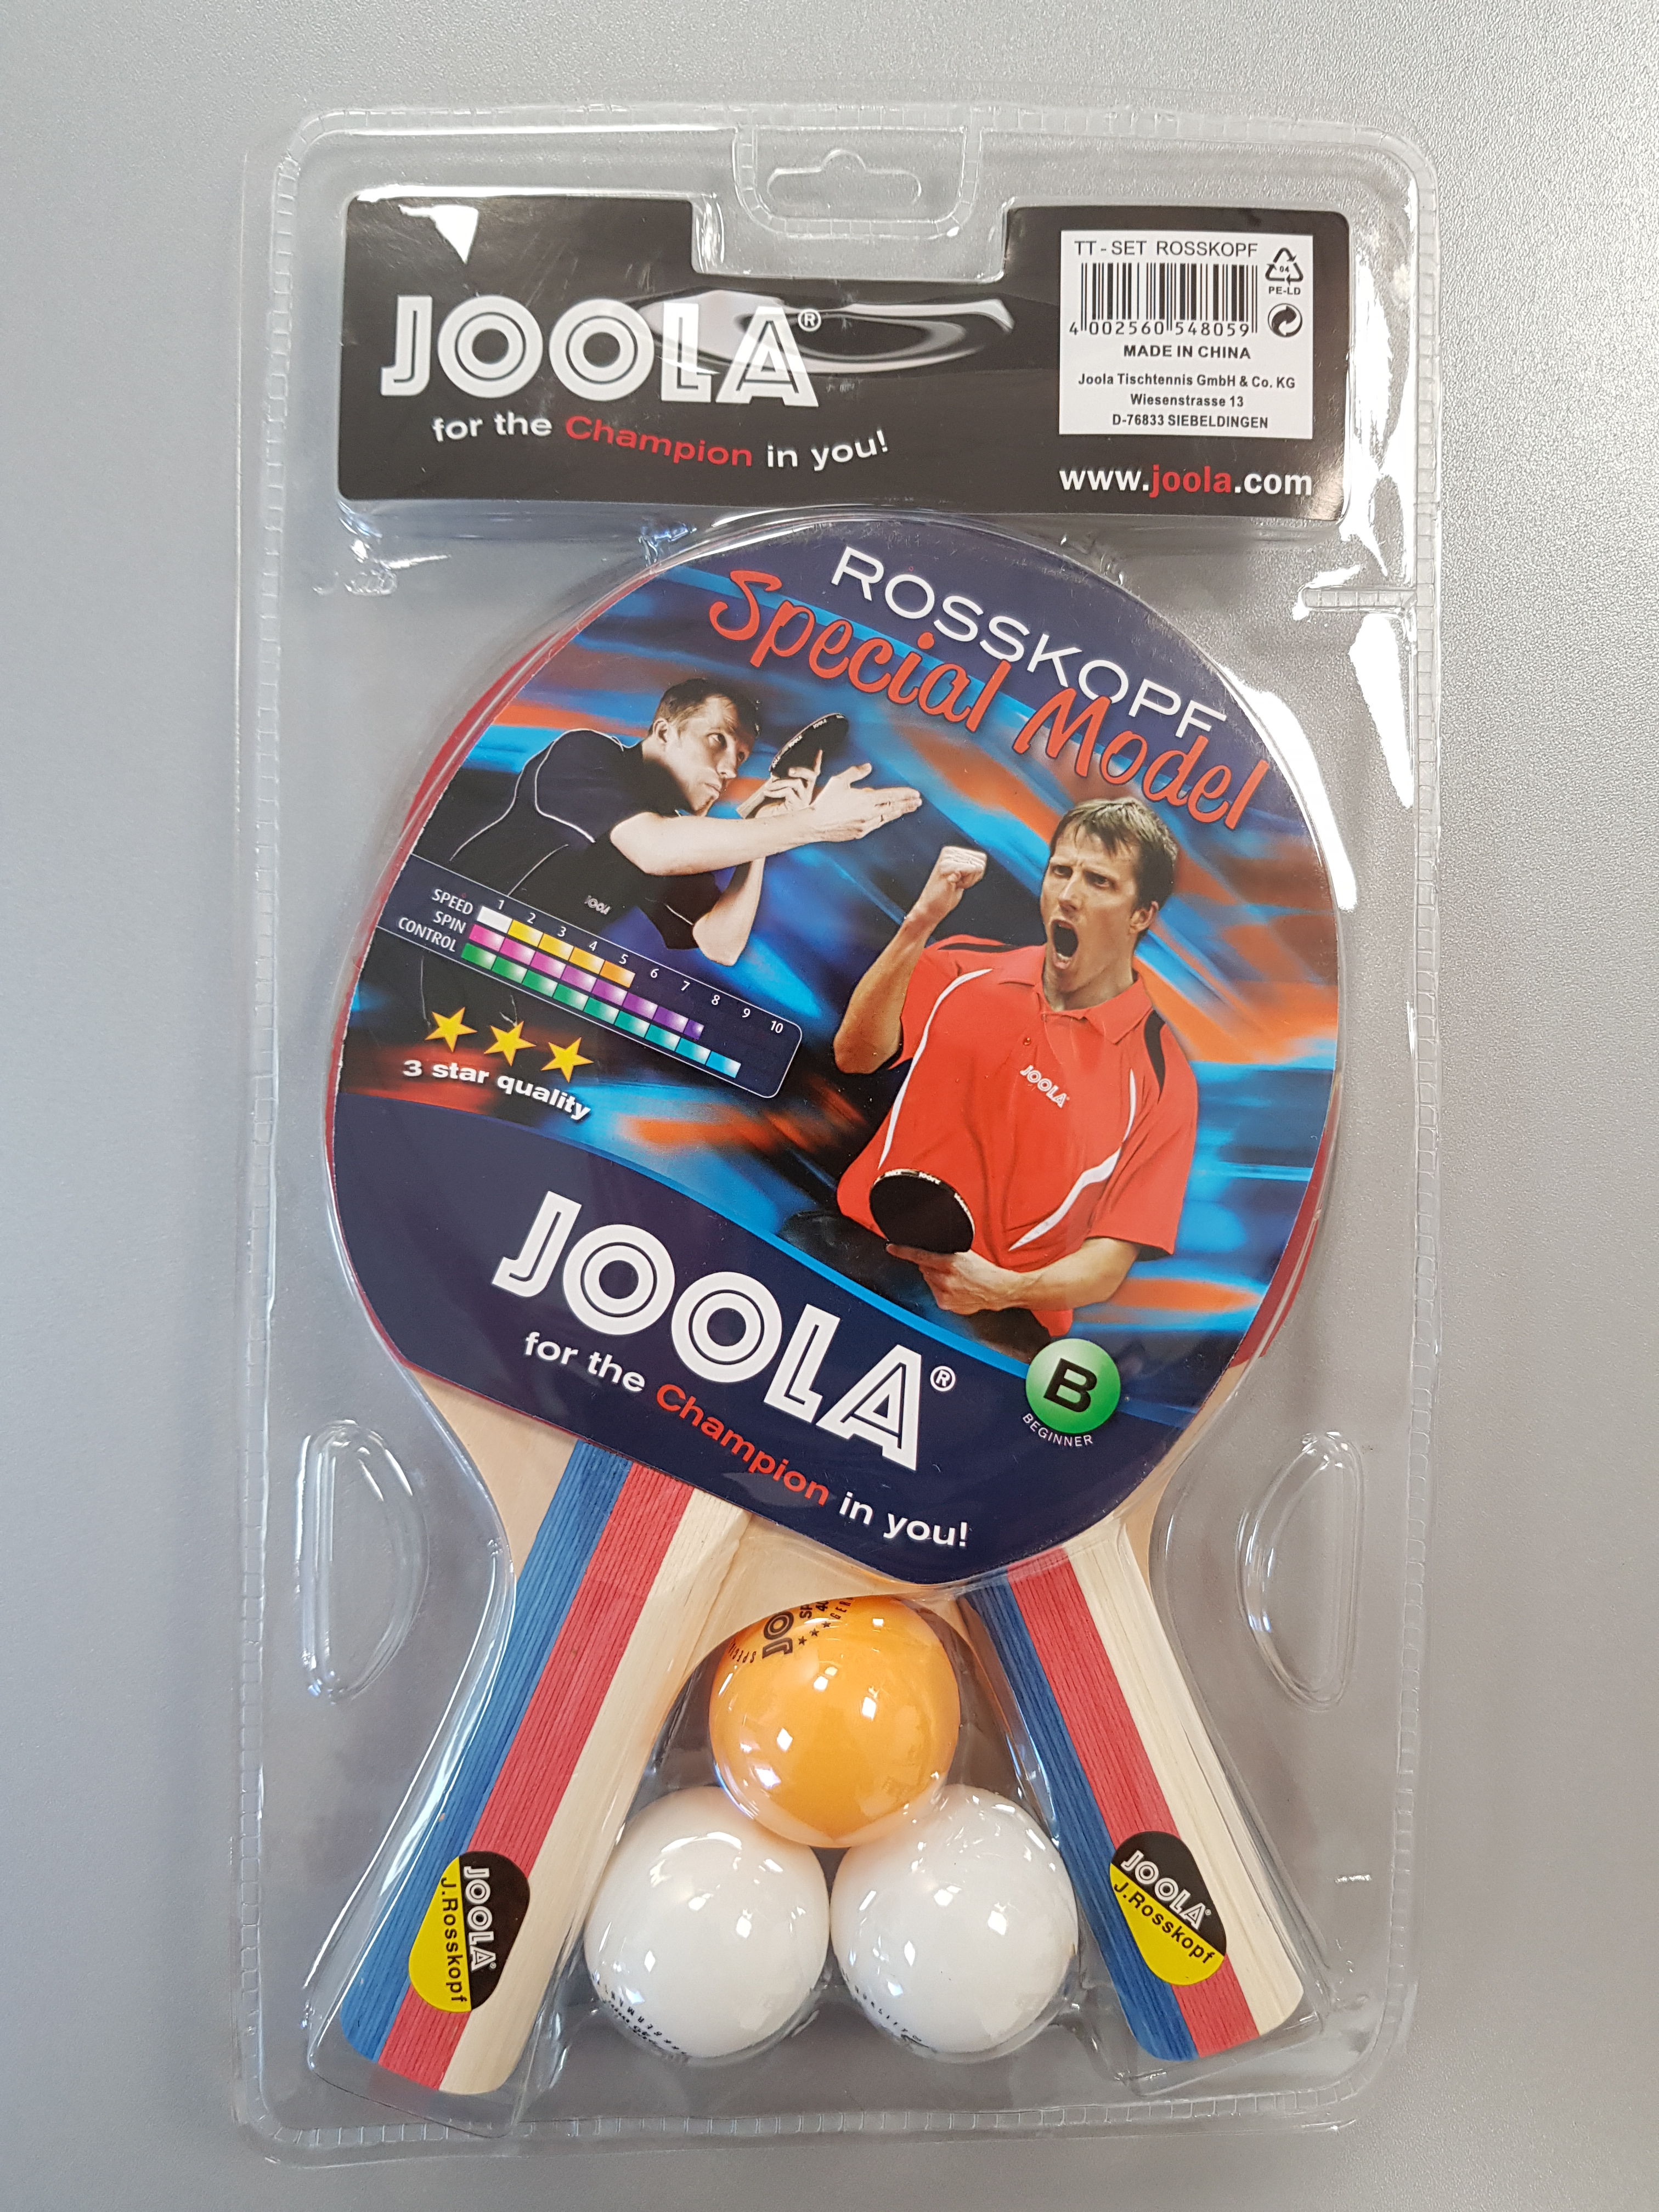 JOOLA®
for the Champion in you!
TT - SET ROSSKOPF
04
PE-LD
4 002560 548059
MADE IN CHINA
Joola Tischtennis GmbH & Co. KG
Wiesenstrasse 13
D-76833 SIEBELDINGEN
www.joola.com
ROSSKOPF
Special Model
JOOLA
1 2 3 4 5 6 7 8 9 10
SPEED
SPIN
CONTROL
3 star quality
JOOLA
JOOLA®
for the Champion in you!
B
BEGINNER
JOOLA®
J.Rosskopf
JOOLA®
J.Rosskopf